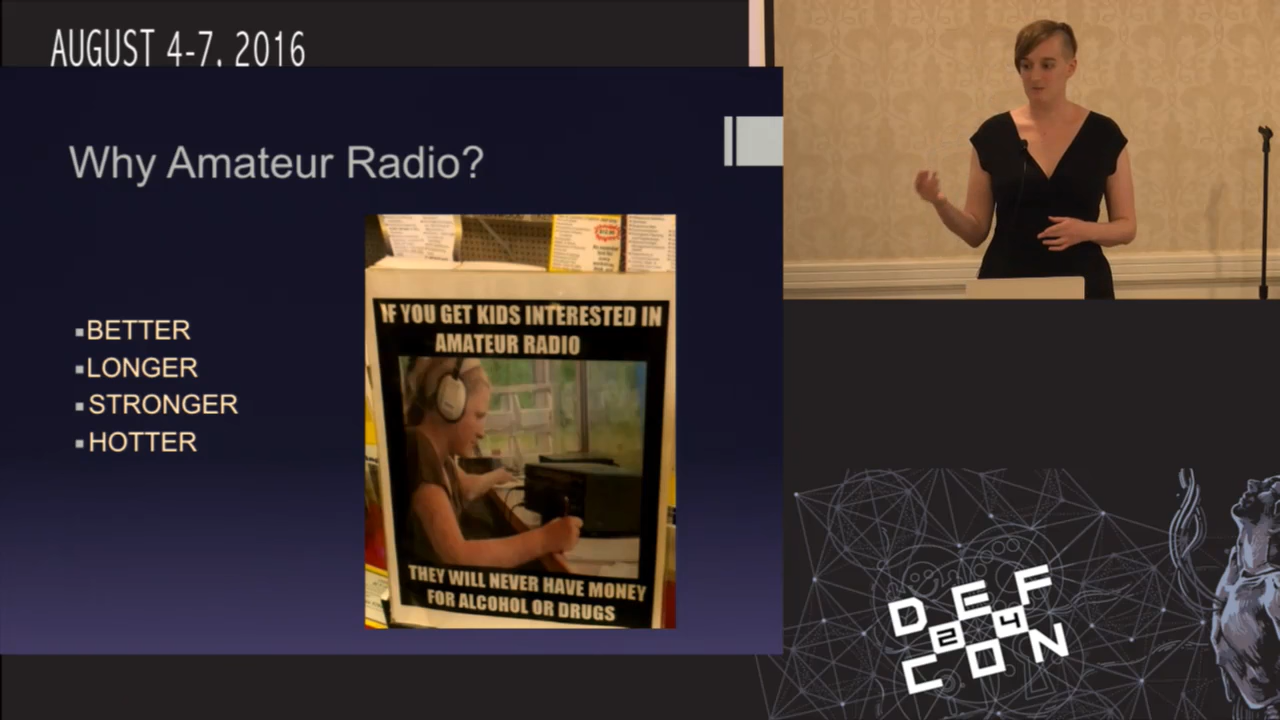 AUGUST 4-7, 2016
Why Amateur Radio?
BETTER
LONGER
STRONGER
HOTTER
IF YOU GET KIDS INTERESTED IN
AMATEUR RADIO
THEY WILL NEVER HAVE MONEY
FOR ALCOHOL OR DRUGS
DEF
24
CON